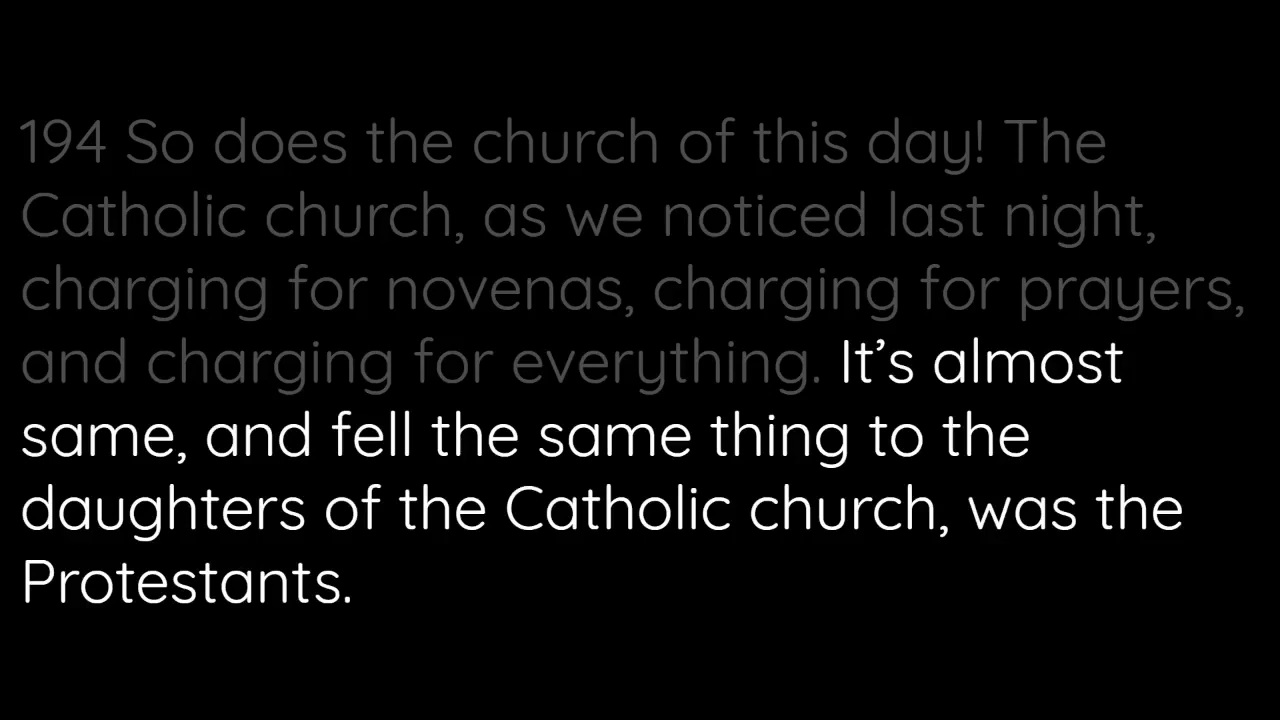 194 So does the church of this day! The
Catholic church, as we noticed last night,
charging for novenas, charging for prayers,
and charging for everything. It’s almost
same, and fell the same thing to the
daughters of the Catholic church, was the
Protestants.